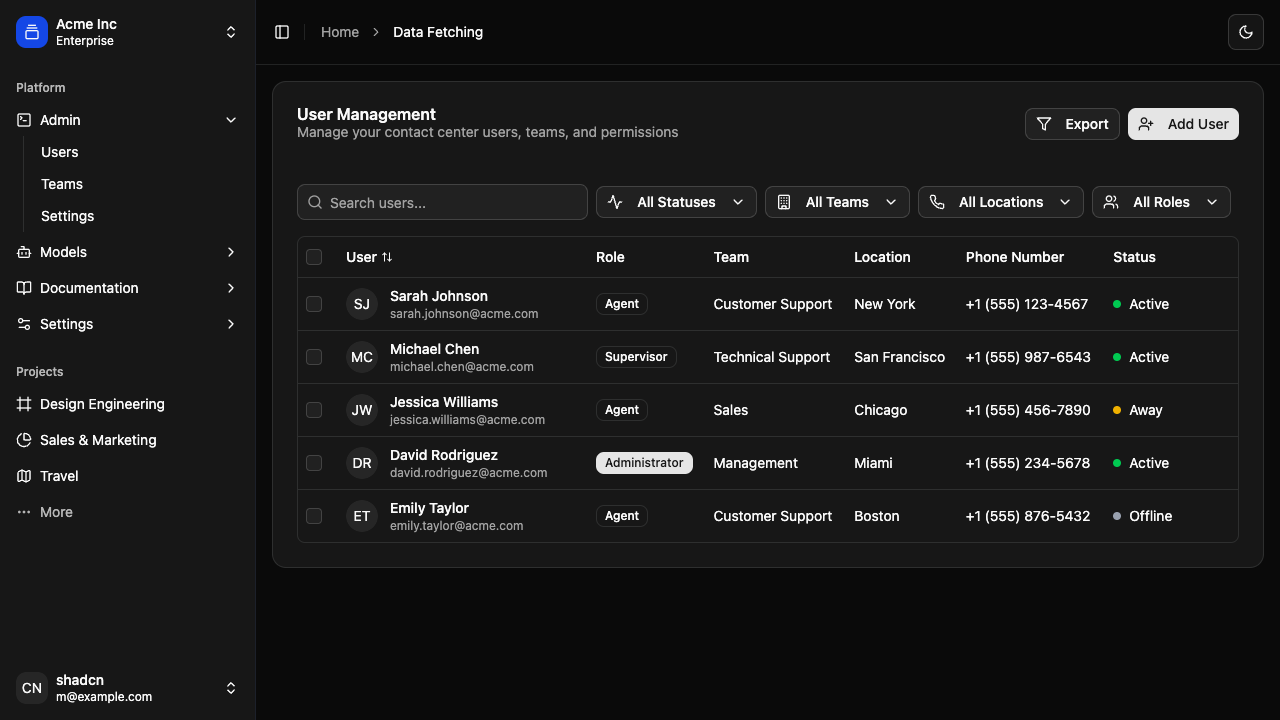 Acme Inc
Enterprise
Platform
Admin
Users
Teams
Settings
Models
Documentation
Settings
Projects
Design Engineering
Sales & Marketing
Travel
More
CN
shadcn
m@example.com
Home Data Fetching
User Management
Manage your contact center users, teams, and permissions
Export Add User
Search users... All Statuses All Teams All Locations All Roles
User Role Team Location Phone Number Status
SJ Sarah Johnson Agent Customer Support New York +1 (555) 123-4567 Active
sarah.johnson@acme.com
MC Michael Chen Supervisor Technical Support San Francisco +1 (555) 987-6543 Active
michael.chen@acme.com
JW Jessica Williams Agent Sales Chicago +1 (555) 456-7890 Away
jessica.williams@acme.com
DR David Rodriguez Administrator Management Miami +1 (555) 234-5678 Active
david.rodriguez@acme.com
ET Emily Taylor Agent Customer Support Boston +1 (555) 876-5432 Offline
emily.taylor@acme.com